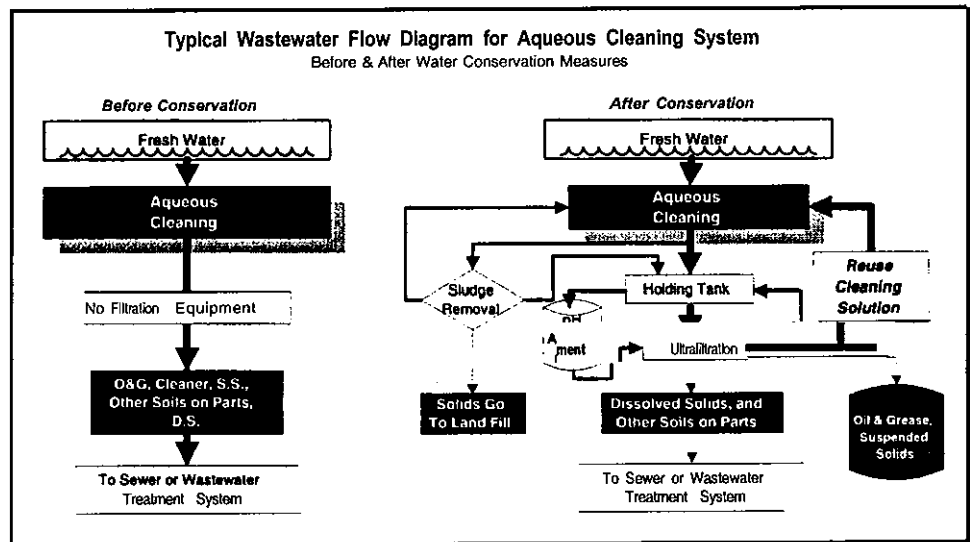 Typical Wastewater Flow Diagram for Aqueous Cleaning System
Before & After Water Conservation Measures
Before Conservation
Fresh Water
Aqueous
Cleaning
No Filtration Equipment
O&G, Cleaner, S.S.,
Other Soils on Parts,
D.S.
To Sewer or Wastewater
Treatment System
After Conservation
Fresh Water
Aqueous
Cleaning
Reuse
Cleaning
Solution
Sludge
Removal
Holding Tank
pH
A
ment
Ultrafiltration
Solids Go
To Land Fill
Dissolved Solids, and
Other Soils on Parts
Oil & Grease,
Suspended
Solids
To Sewer or Wastewater
Treatment System